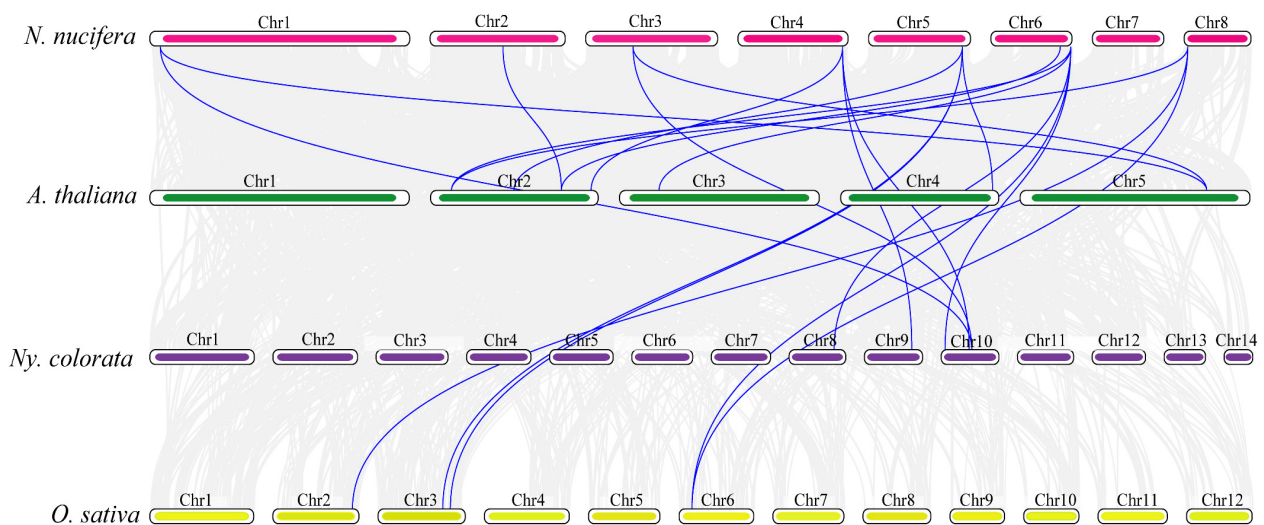 N. nucifera Chr1 Chr2 Chr3 Chr4 Chr5 Chr6 Chr7 Chr8
A. thaliana Chr1 Chr2 Chr3 Chr4 Chr5
Ny. colorata Chr1 Chr2 Chr3 Chr4 Chr5 Chr6 Chr7 Chr8 Chr9 Chr10 Chr11 Chr12 Chr13 Chr14
O. sativa Chr1 Chr2 Chr3 Chr4 Chr5 Chr6 Chr7 Chr8 Chr9 Chr10 Chr11 Chr12